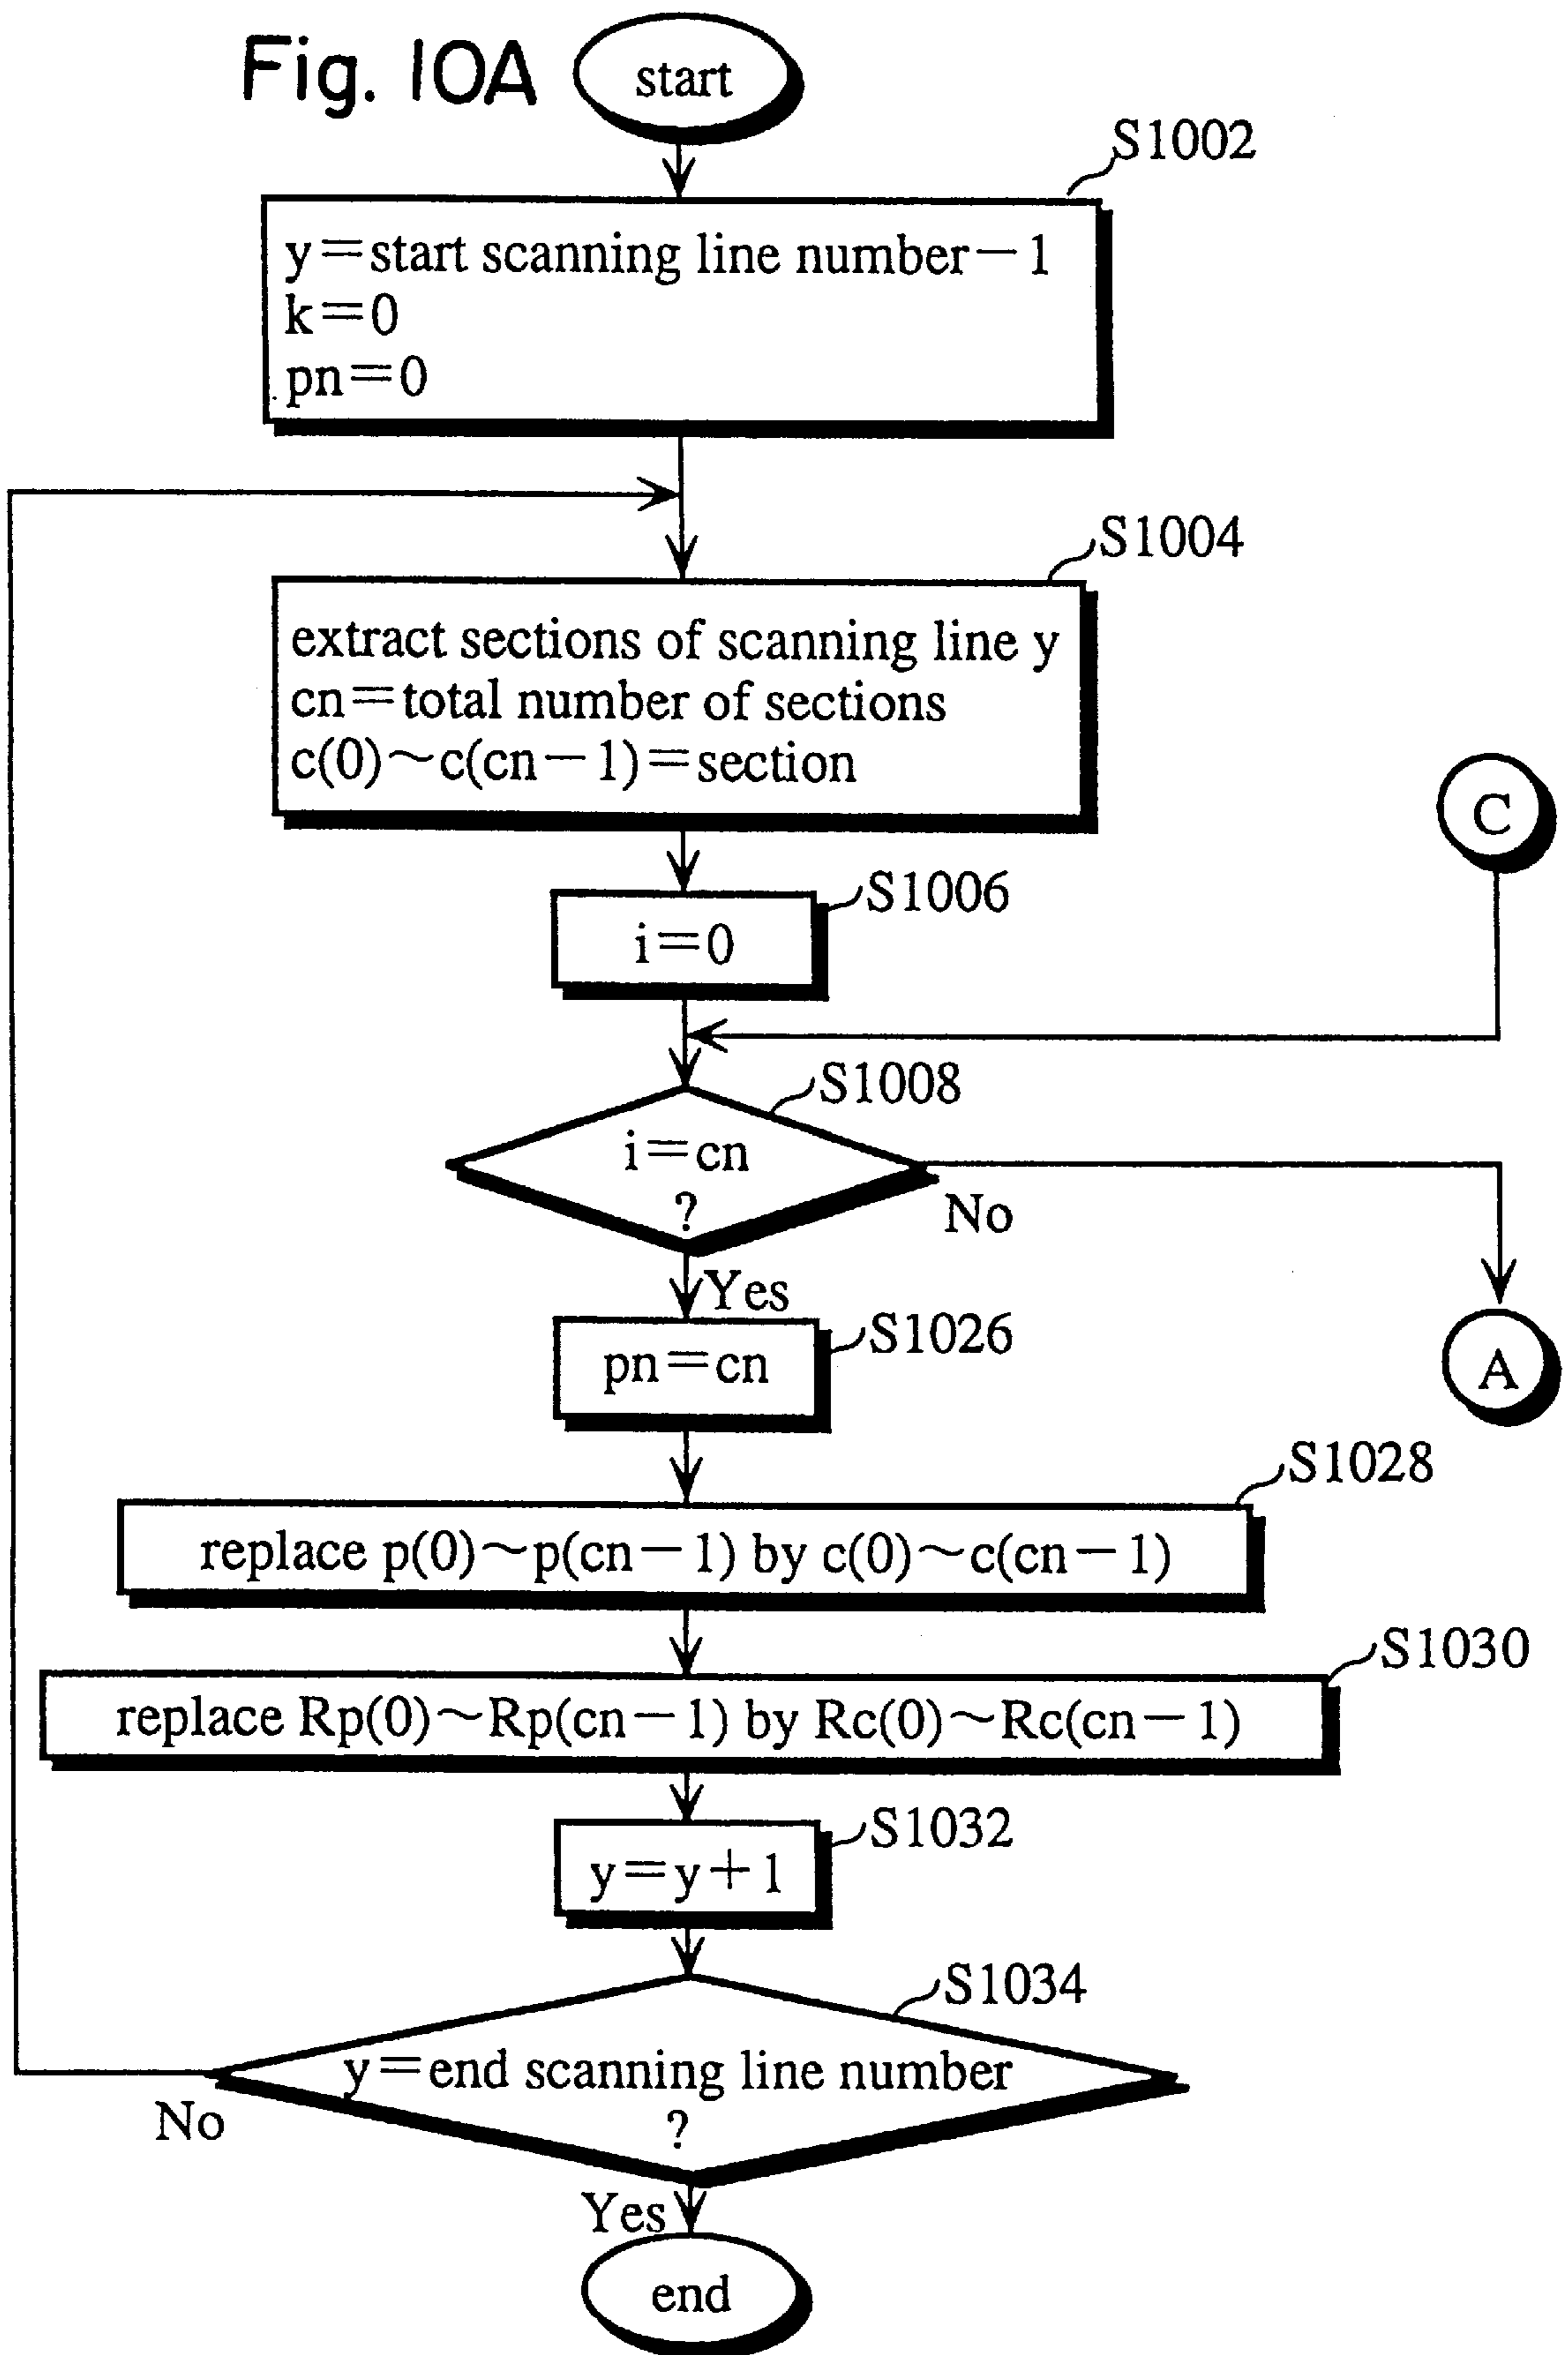 Fig. 10A
start
S1002
y=start scanning line number−1
k=0
pn=0
S1004
extract sections of scanning line y
cn=total number of sections
c(0)~c(cn−1)=section
C
S1006
i=0
S1008
i=cn
?
No
Yes
A
S1026
pn=cn
S1028
replace p(0)~p(cn−1) by c(0)~c(cn−1)
S1030
replace Rp(0)~Rp(cn−1) by Rc(0)~Rc(cn−1)
S1032
y=y+1
S1034
y=end scanning line number
?
No
Yes
end